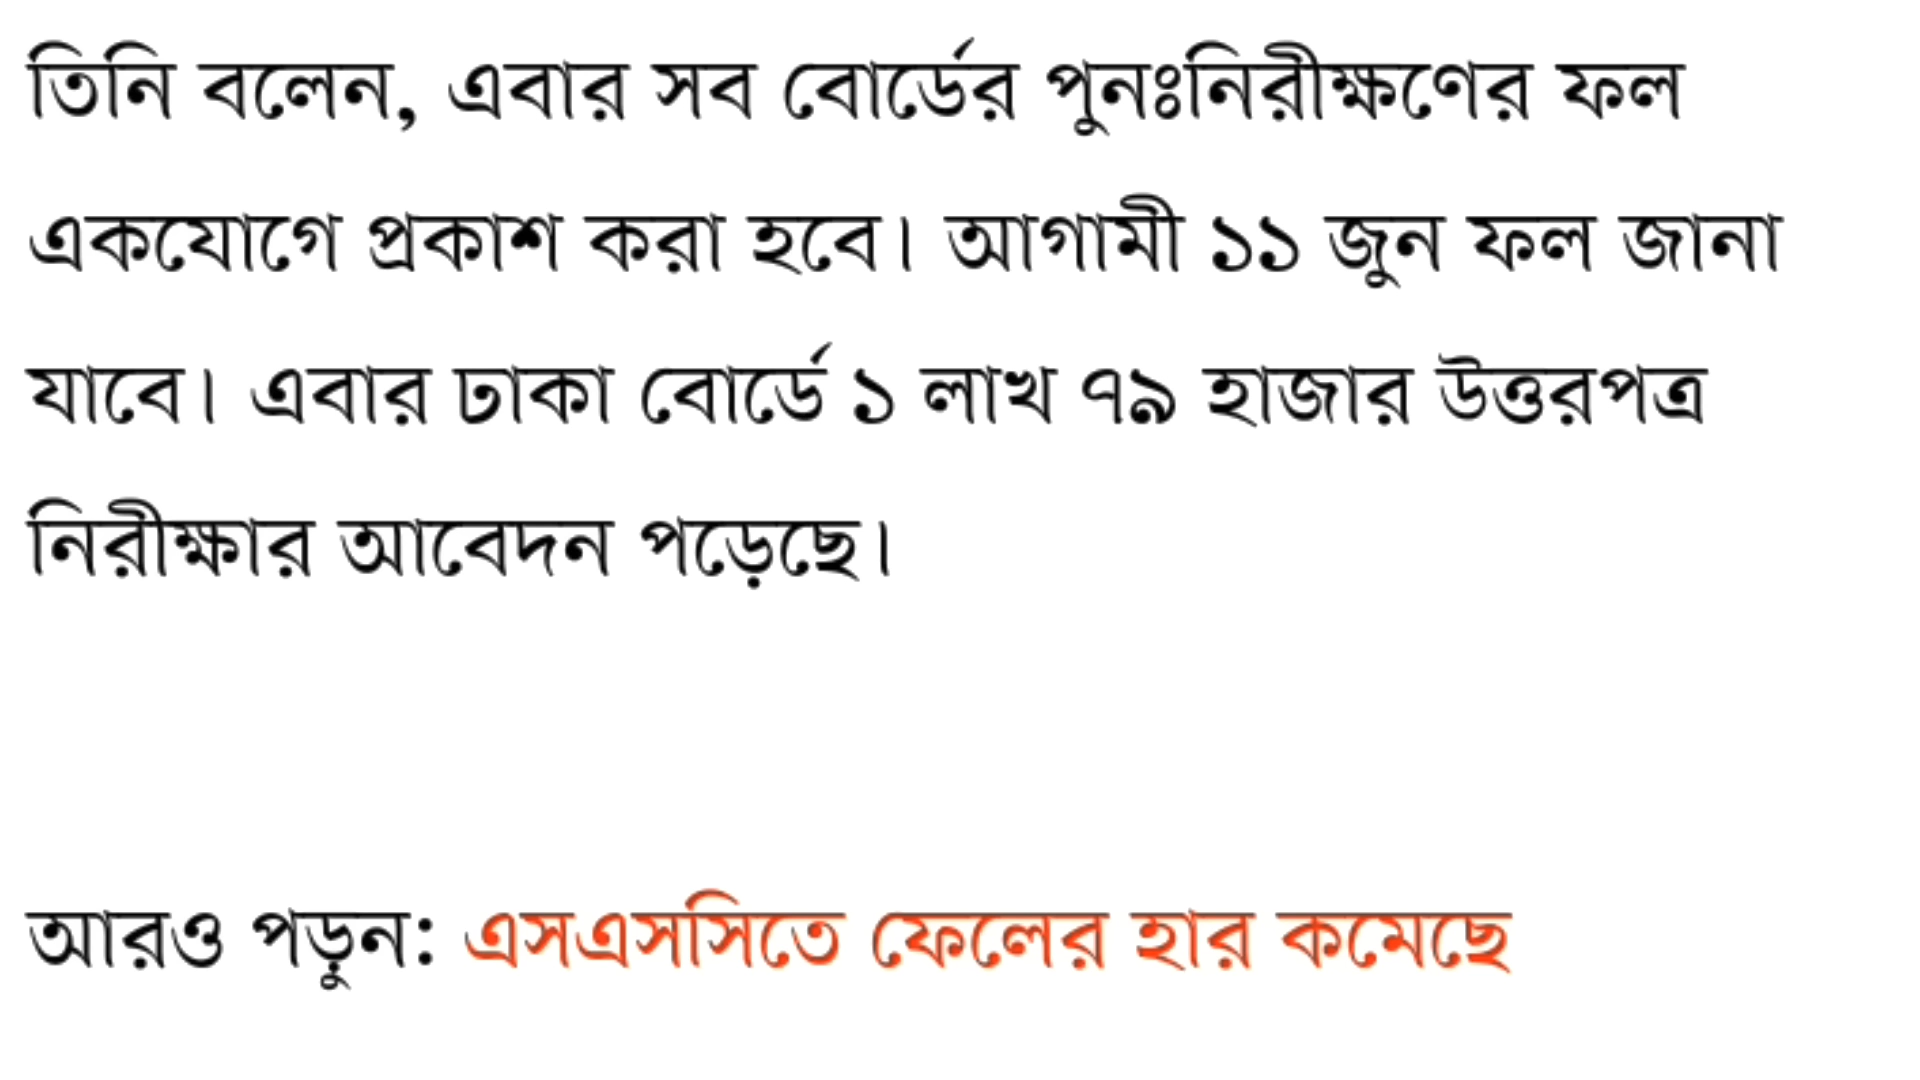 তিনি বলেন, এবার সব বোর্ডের পুনঃনিরীক্ষণের ফল
একযোগে প্রকাশ করা হবে। আগামী ১১ জুন ফল জানা
যাবে। এবার ঢাকা বোর্ডে ১ লাখ ৭৯ হাজার উত্তরপত্র
নিরীক্ষার আবেদন পড়েছে।
আরও পড়ুন: এসএসসিতে ফেলের হার কমেছে